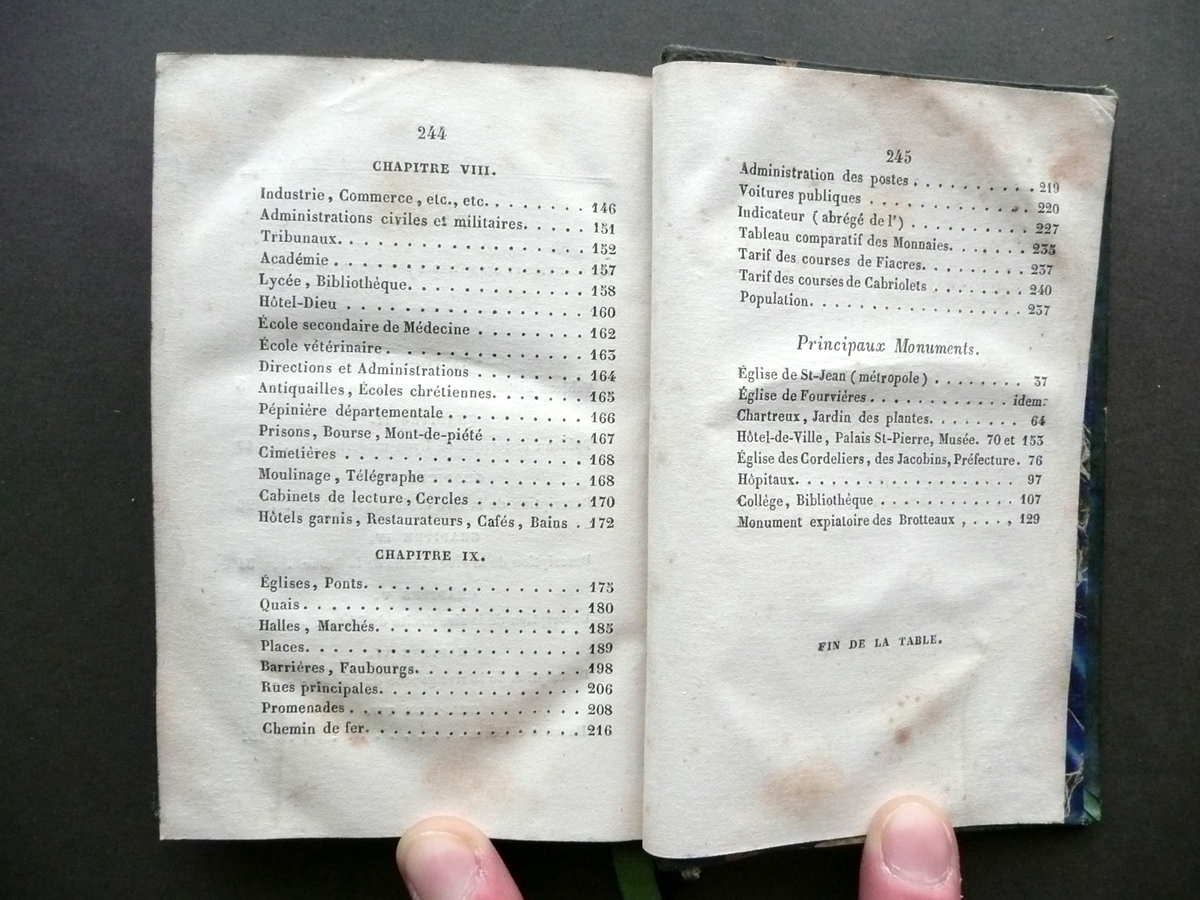 244
CHAPITRE VIII.
Industrie, Commerce, etc., etc. . . . . . . . 146
Administrations civiles et militaires. . . . . . 151
Tribunaux. . . . . . . . . . . . . . . . . 152
Académie . . . . . . . . . . . . . . . . . 157
Lycée, Bibliothèque. . . . . . . . . . . . . 158
Hôtel-Dieu . . . . . . . . . . . . . . . . 160
École secondaire de Médecine . . . . . . . . 162
École vétérinaire. . . . . . . . . . . . . . 163
Directions et Administrations . . . . . . . . 164
Antiquailles, Écoles chrétiennes. . . . . . . 165
Pépinière départementale . . . . . . . . . . 166
Prisons, Bourse, Mont-de-piété . . . . . . . 167
Cimetières . . . . . . . . . . . . . . . . 168
Moulinage, Télégraphe . . . . . . . . . . . 168
Cabinets de lecture, Cercles . . . . . . . . 170
Hôtels garnis, Restaurateurs, Cafés, Bains . 172
CHAPITRE IX.
Églises, Ponts. . . . . . . . . . . . . . . 175
Quais . . . . . . . . . . . . . . . . . . . 180
Halles, Marchés. . . . . . . . . . . . . . 185
Places. . . . . . . . . . . . . . . . . . . 189
Barrières, Faubourgs. . . . . . . . . . . . 198
Rues principales. . . . . . . . . . . . . . 206
Promenades . . . . . . . . . . . . . . . . 208
Chemin de fer. . . . . . . . . . . . . . . 216
245
Administration des postes . . . . . . . . . . 219
Voitures publiques . . . . . . . . . . . . . 220
Indicateur (abrégé de l') . . . . . . . . . . 227
Tableau comparatif des Monnaies. . . . . . . 235
Tarif des courses de Fiacres. . . . . . . . . 237
Tarif des courses de Cabriolets . . . . . . . 240
Population. . . . . . . . . . . . . . . . . 237
Principaux Monuments.
Église de St-Jean (métropole) . . . . . . . . 37
Église de Fourvières . . . . . . . . . . . . idem.
Chartreux, Jardin des plantes. . . . . . . . 64
Hôtel-de-Ville, Palais St-Pierre, Musée. 70 et 153
Église des Cordeliers, des Jacobins, Préfecture. 76
Hôpitaux. . . . . . . . . . . . . . . . . . 97
Collège, Bibliothèque . . . . . . . . . . . 107
Monument expiatoire des Brotteaux , . . . , 129
FIN DE LA TABLE.